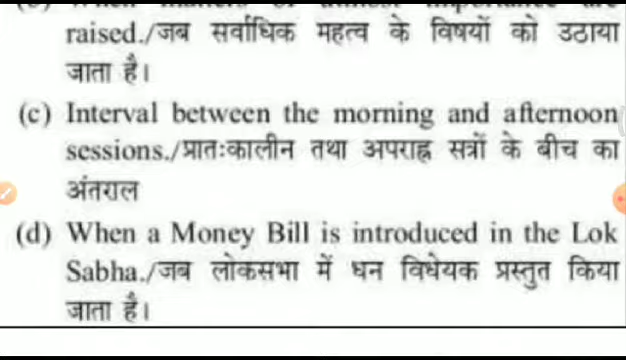 raised./जब सर्वाधिक महत्व के विषयों को उठाया
जाता है।
(c) Interval between the morning and afternoon
sessions./प्रातःकालीन तथा अपराह्न सत्रों के बीच का
अंतराल
(d) When a Money Bill is introduced in the Lok
Sabha./जब लोकसभा में धन विधेयक प्रस्तुत किया
जाता है।